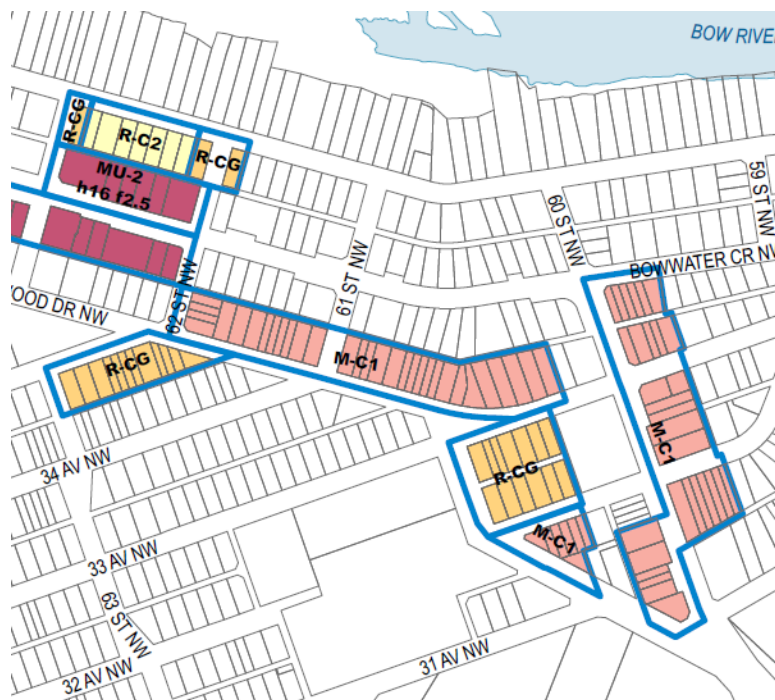 BOW RIVE
R-CG
R-C2
R-CG
MU-2
h16 f2.5
59 ST NW
60 ST NW
61 ST NW
BOWWATER CR NW
62 ST NW
WOOD DR NW
M-C1
R-CG
M-C1
34 AV NW
R-CG
M-C1
33 AV NW
63 ST NW
31 AV NW
32 AV NW